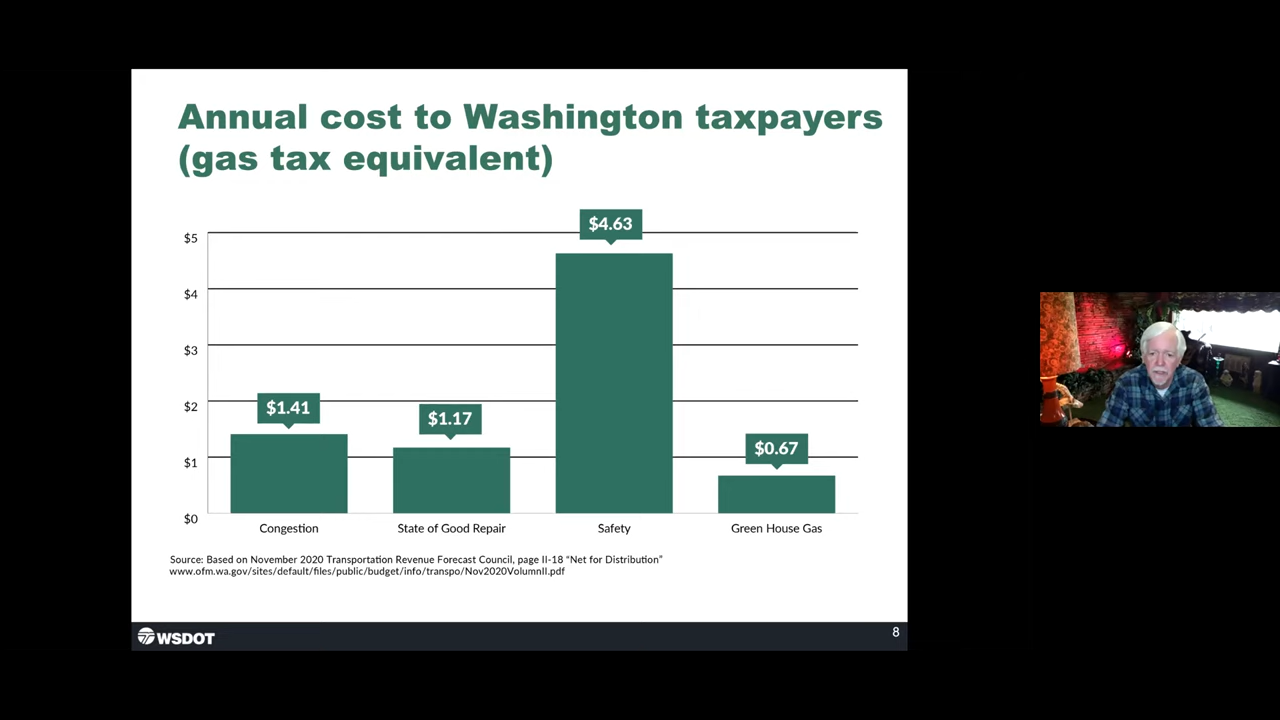 Annual cost to Washington taxpayers
(gas tax equivalent)
$4.63
$5
$4
$3
$2
$1.41
$1.17
$1
$0.67
$0
Congestion
State of Good Repair
Safety
Green House Gas
Source: Based on November 2020 Transportation Revenue Forecast Council, page II-18 “Net for Distribution”
www.ofm.wa.gov/sites/default/files/public/budget/info/transpo/Nov2020VolumnII.pdf
WSDOT
8